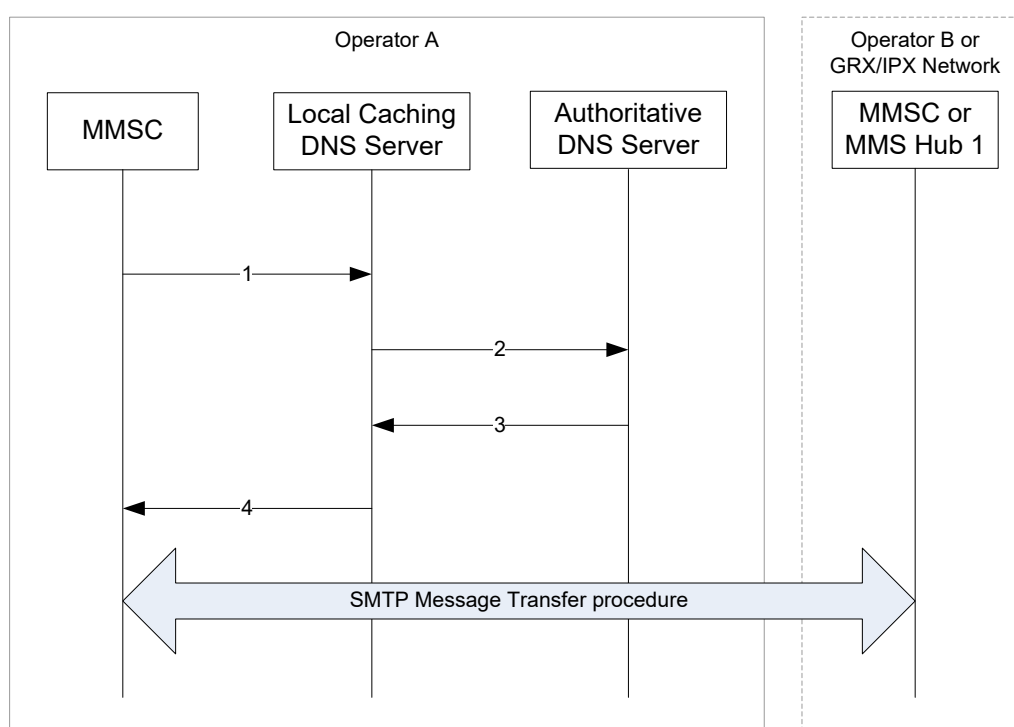 Operator A
Operator B or
GRX/IPX Network
MMSC
Local Caching
DNS Server
Authoritative
DNS Server
MMSC or
MMS Hub 1
1
2
3
4
SMTP Message Transfer procedure